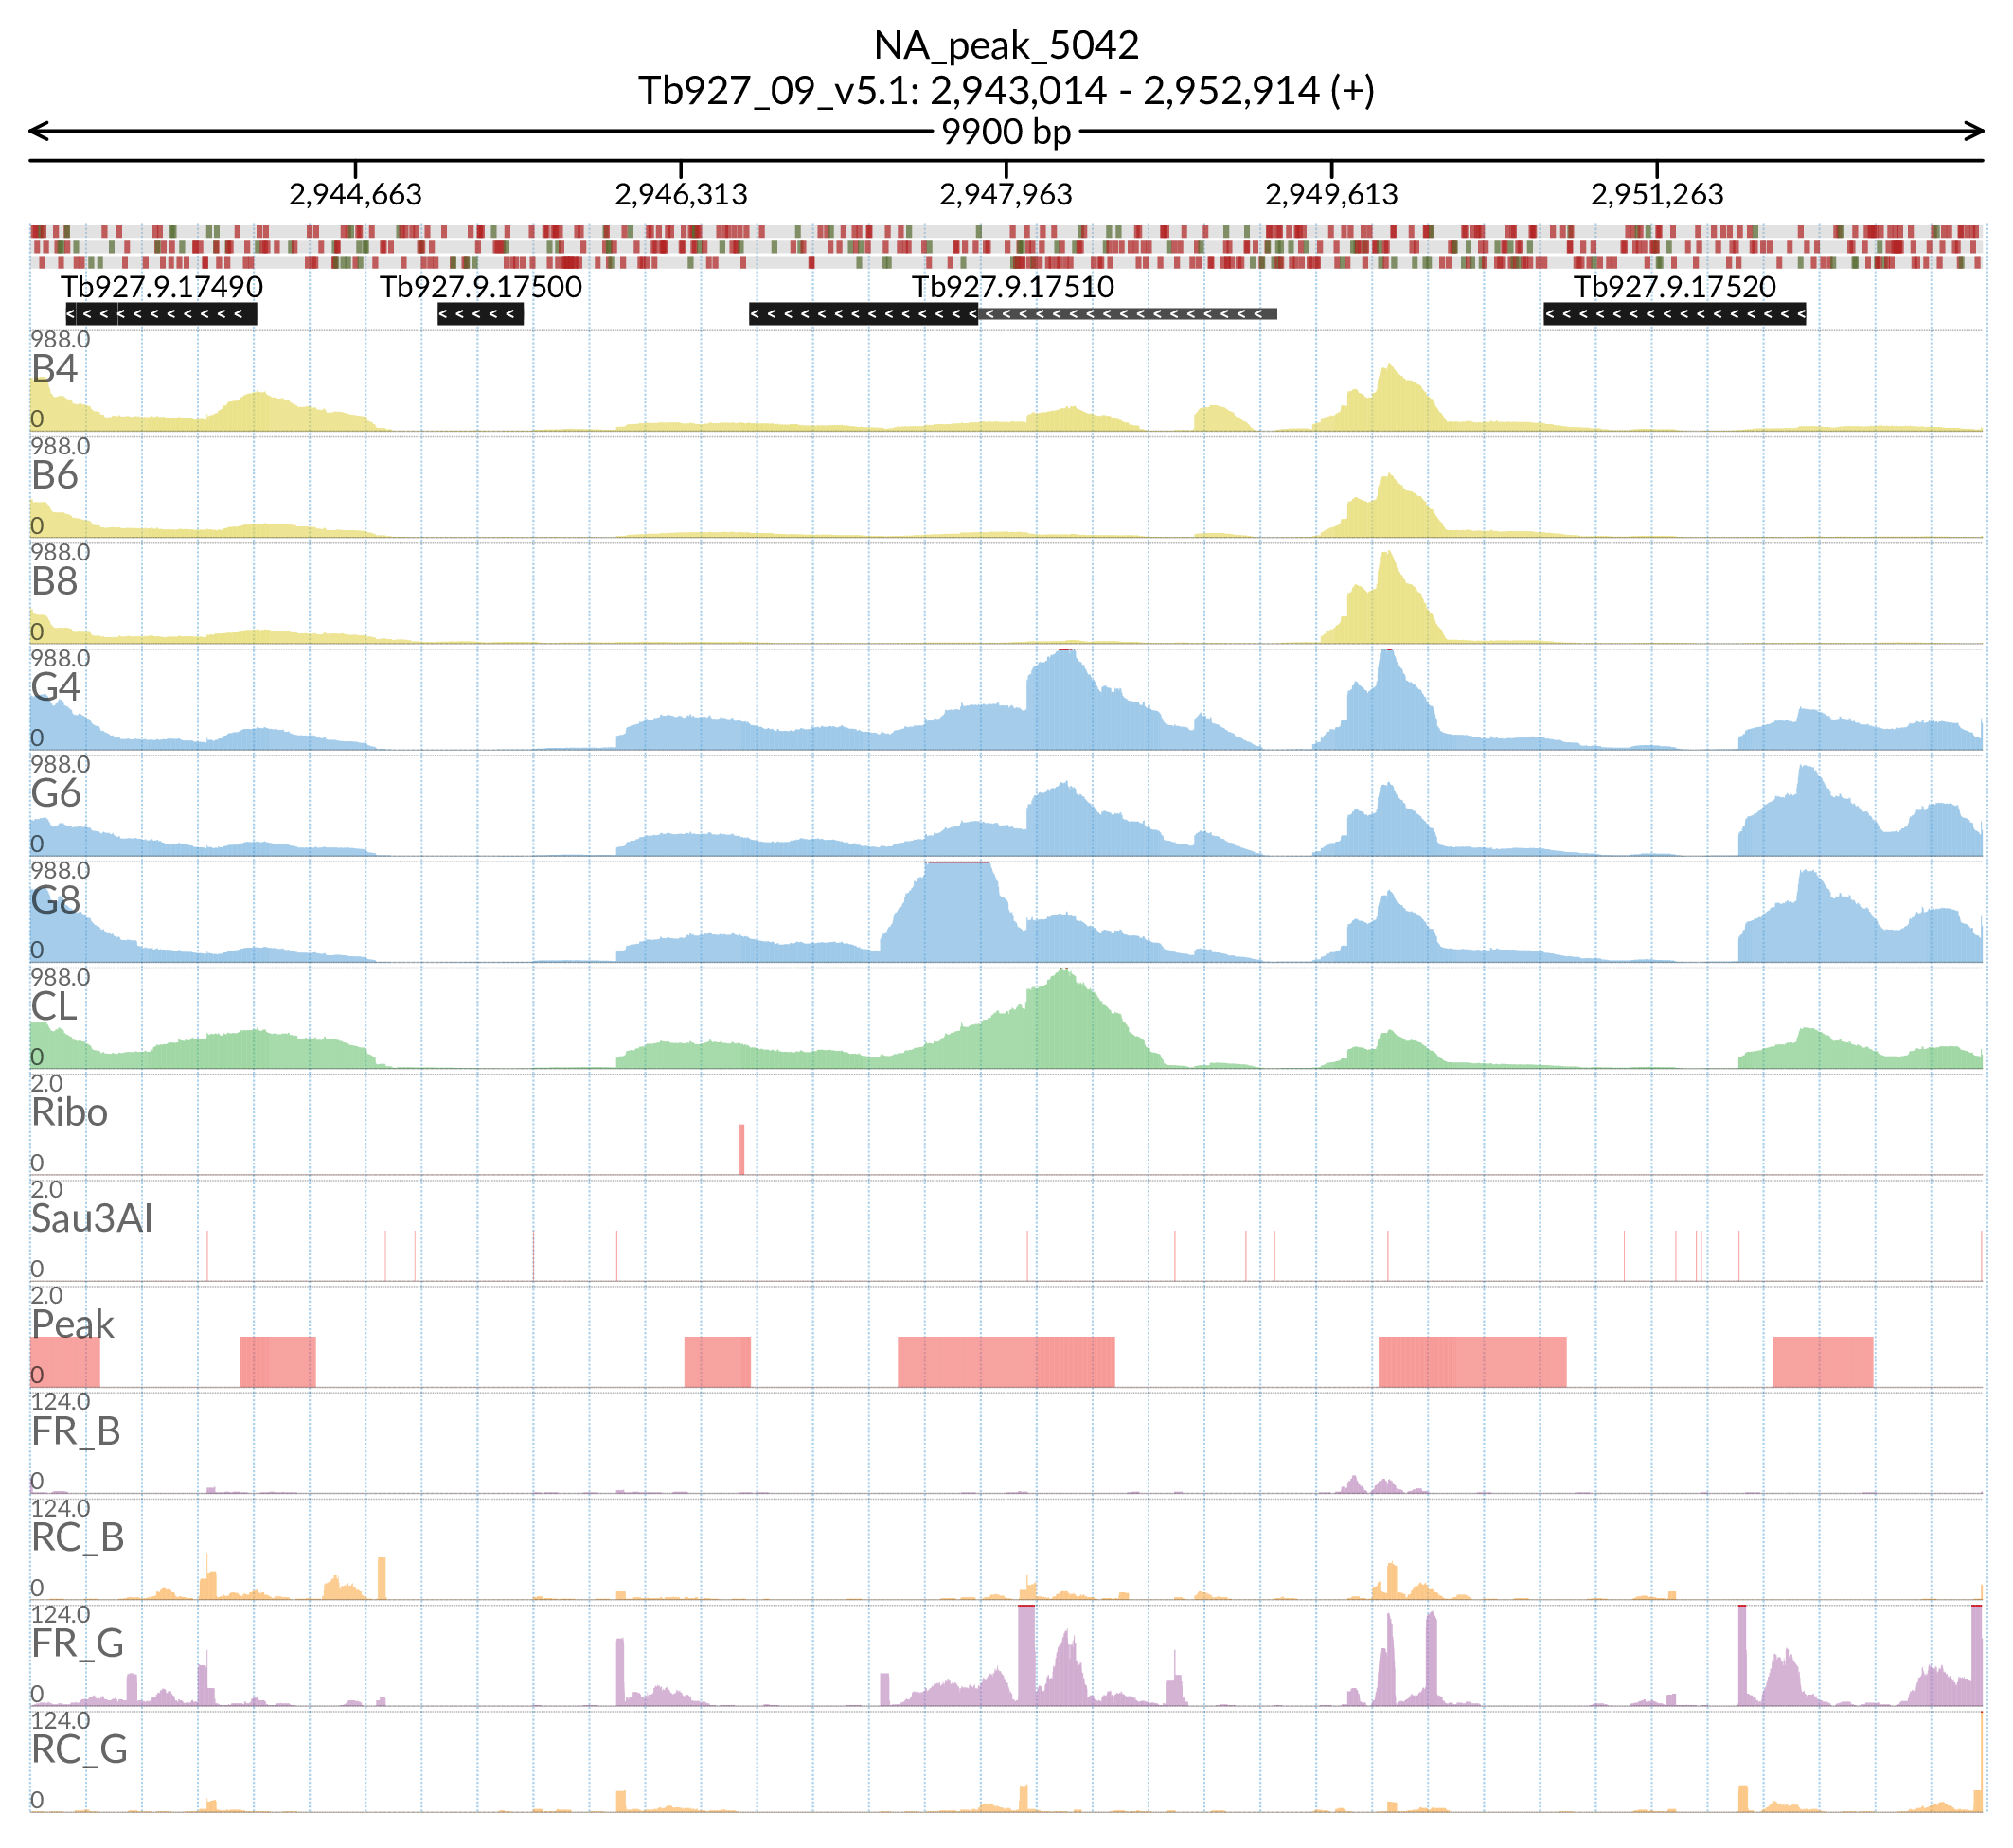 NA_peak_5042
Tb927_09_v5.1: 2,943,014 - 2,952,914 (+)
9900 bp
2,944,663 2,946,313 2,947,963 2,949,613 2,951,263
Tb927.9.17490 Tb927.9.17500 Tb927.9.17510 Tb927.9.17520
988.0
B4
0
988.0
B6
0
988.0
B8
0
988.0
G4
0
988.0
G6
0
988.0
G8
0
988.0
CL
0
2.0
Ribo
0
2.0
Sau3AI
0
2.0
Peak
0
124.0
FR_B
0
124.0
RC_B
0
124.0
FR_G
0
124.0
RC_G
0